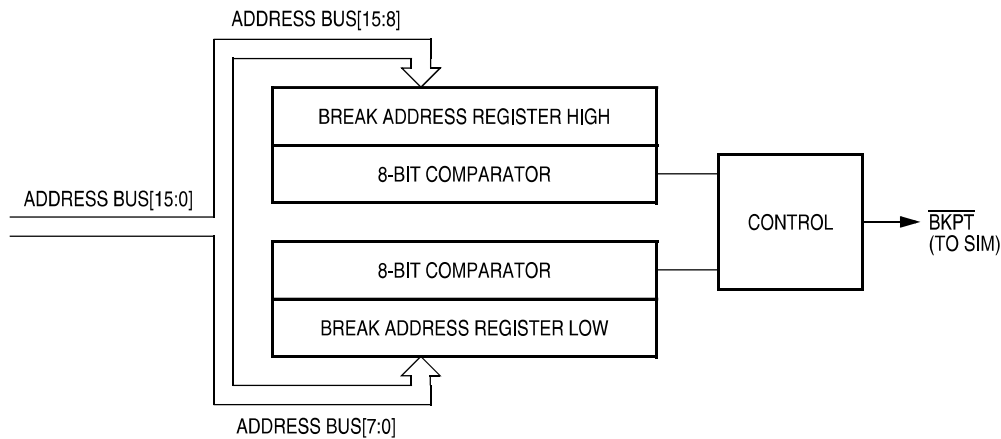 ADDRESS BUS[15:8]
BREAK ADDRESS REGISTER HIGH
8-BIT COMPARATOR
ADDRESS BUS[15:0]
CONTROL
BKPT
(TO SIM)
8-BIT COMPARATOR
BREAK ADDRESS REGISTER LOW
ADDRESS BUS[7:0]